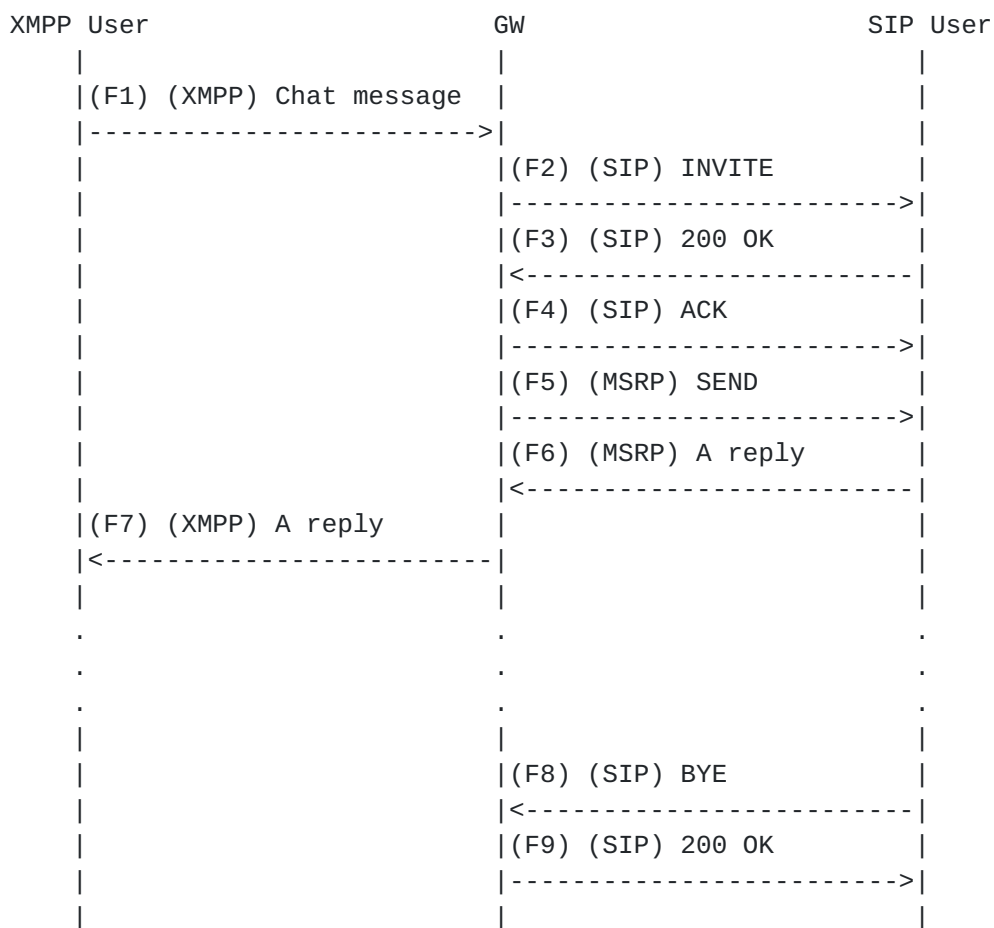 XMPP User GW SIP User
(F1) (XMPP) Chat message
(F2) (SIP) INVITE
(F3) (SIP) 200 OK
(F4) (SIP) ACK
(F5) (MSRP) SEND
(F6) (MSRP) A reply
(F7) (XMPP) A reply
(F8) (SIP) BYE
(F9) (SIP) 200 OK